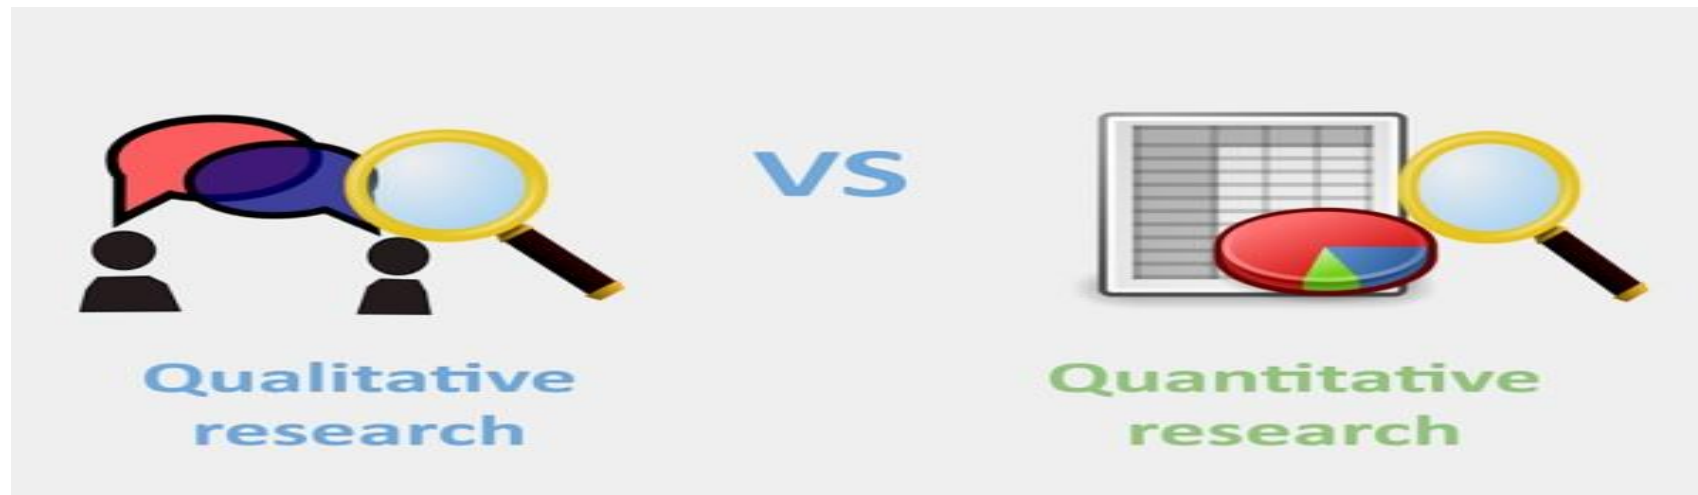 VS
Qualitative
research
Quantitative
research